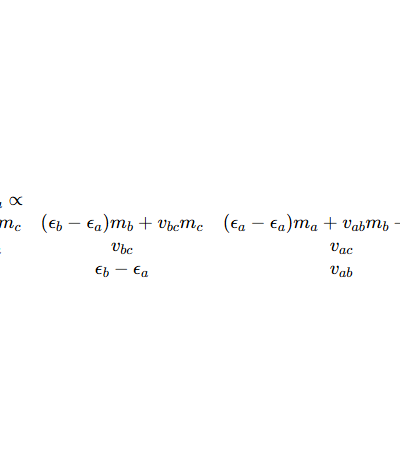 ₐ ∝
m_c (ϵ_b − ϵ_a)m_b + v_{bc}m_c (ϵ_a − ϵ_a)m_a + v_{ab}m_b −
v_{bc} v_{ac}
ϵ_b − ϵ_a v_{ab}